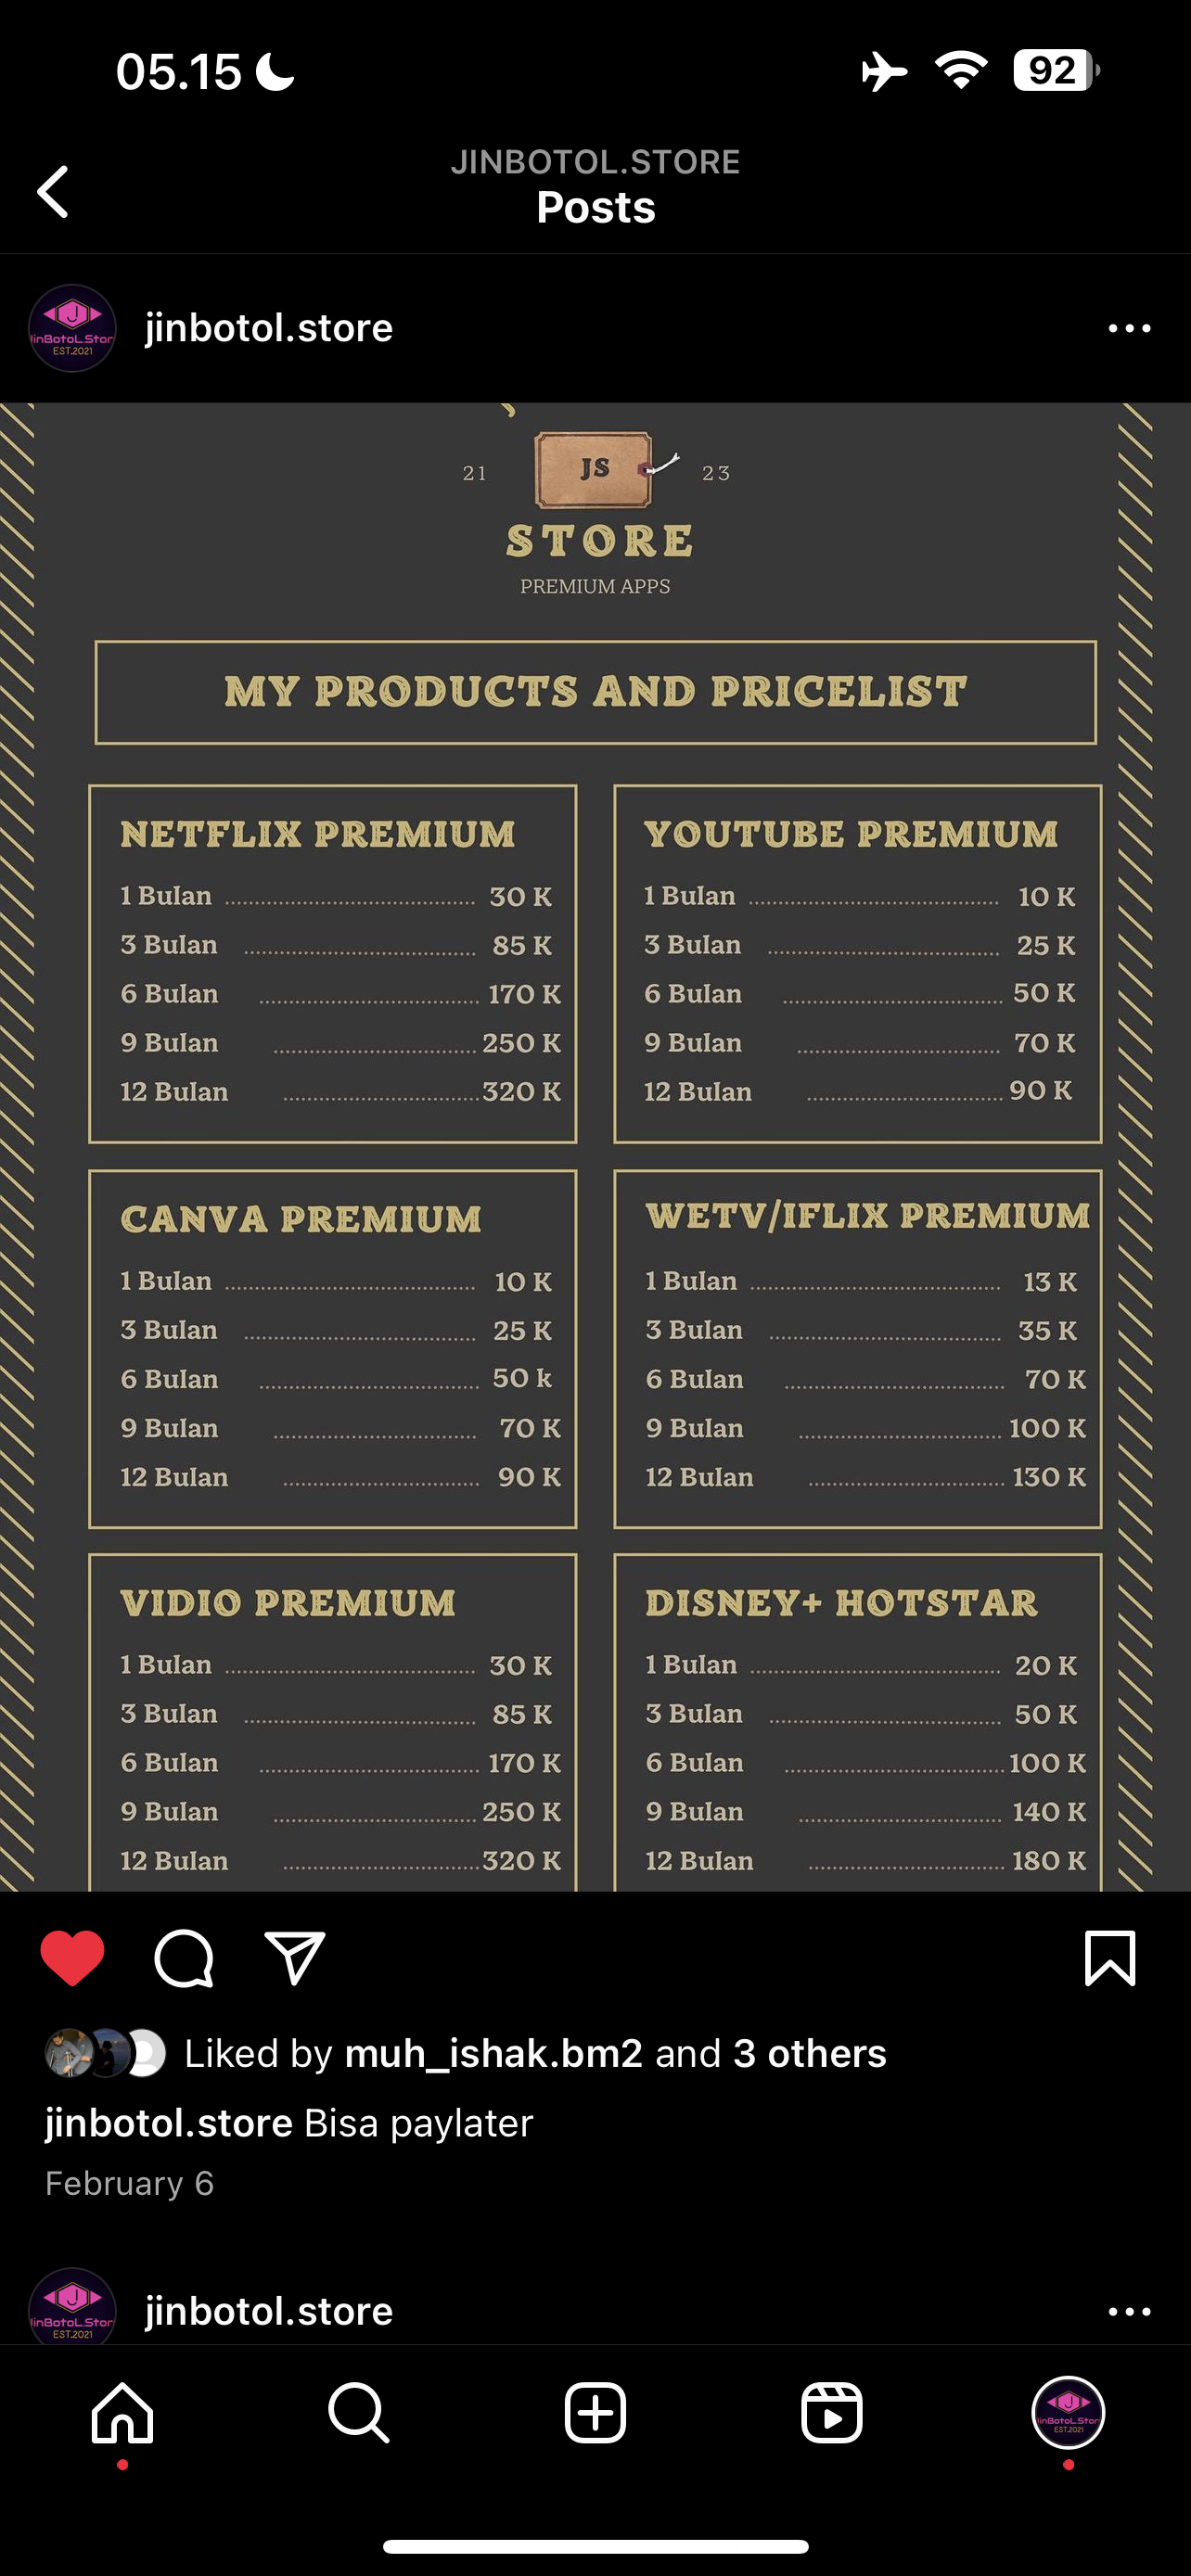 05.15
92
JINBOTOL.STORE
Posts
jinbotol.store
21 JS 23
STORE
PREMIUM APPS
MY PRODUCTS AND PRICELIST
NETFLIX PREMIUM
1 Bulan 30 K
3 Bulan 85 K
6 Bulan 170 K
9 Bulan 250 K
12 Bulan 320 K
YOUTUBE PREMIUM
1 Bulan 10 K
3 Bulan 25 K
6 Bulan 50 K
9 Bulan 70 K
12 Bulan 90 K
CANVA PREMIUM
1 Bulan 10 K
3 Bulan 25 K
6 Bulan 50 k
9 Bulan 70 K
12 Bulan 90 K
WETV/IFLIX PREMIUM
1 Bulan 13 K
3 Bulan 35 K
6 Bulan 70 K
9 Bulan 100 K
12 Bulan 130 K
VIDIO PREMIUM
1 Bulan 30 K
3 Bulan 85 K
6 Bulan 170 K
9 Bulan 250 K
12 Bulan 320 K
DISNEY+ HOTSTAR
1 Bulan 20 K
3 Bulan 50 K
6 Bulan 100 K
9 Bulan 140 K
12 Bulan 180 K
Liked by muh_ishak.bm2 and 3 others
jinbotol.store Bisa paylater
February 6
jinbotol.store